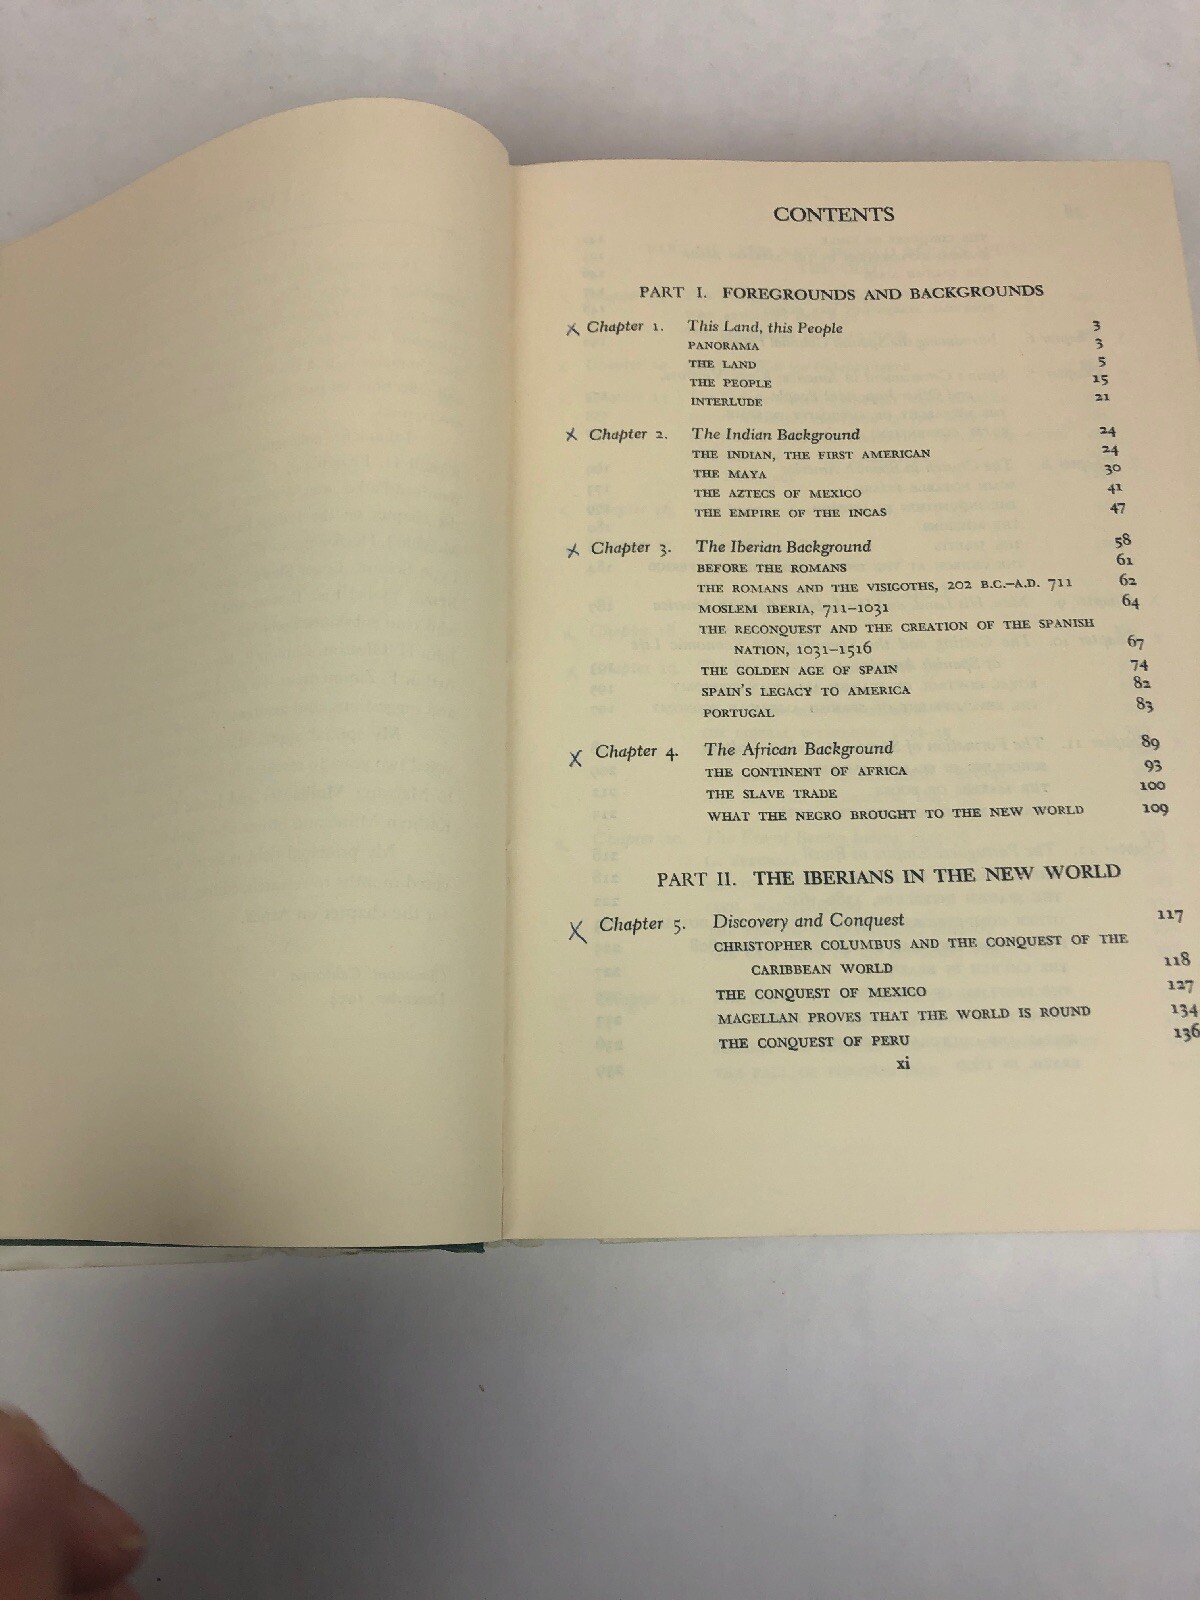 CONTENTS
PART I. FOREGROUNDS AND BACKGROUNDS
x Chapter 1. This Land, this People 3
PANORAMA 3
THE LAND 5
THE PEOPLE 15
INTERLUDE 21
x Chapter 2. The Indian Background 24
THE INDIAN, THE FIRST AMERICAN 24
THE MAYA 30
THE AZTECS OF MEXICO 41
THE EMPIRE OF THE INCAS 47
x Chapter 3. The Iberian Background 58
BEFORE THE ROMANS 61
THE ROMANS AND THE VISIGOTHS, 202 B.C.–A.D. 711 62
MOSLEM IBERIA, 711–1031 64
THE RECONQUEST AND THE CREATION OF THE SPANISH
NATION, 1031–1516 67
THE GOLDEN AGE OF SPAIN 74
SPAIN'S LEGACY TO AMERICA 82
PORTUGAL 83
x Chapter 4. The African Background 89
THE CONTINENT OF AFRICA 93
THE SLAVE TRADE 100
WHAT THE NEGRO BROUGHT TO THE NEW WORLD 109
PART II. THE IBERIANS IN THE NEW WORLD
x Chapter 5. Discovery and Conquest 117
CHRISTOPHER COLUMBUS AND THE CONQUEST OF THE
CARIBBEAN WORLD 118
THE CONQUEST OF MEXICO 127
MAGELLAN PROVES THAT THE WORLD IS ROUND 134
THE CONQUEST OF PERU 136
xi